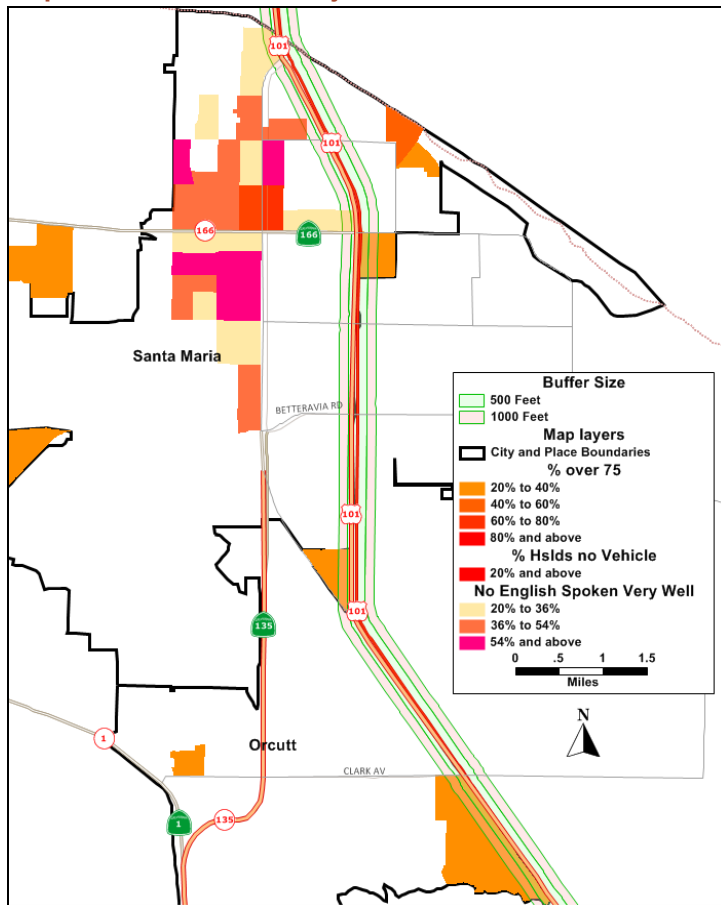 101
101
166
166
Santa Maria
BETTERAVIA RD
101
101
135
1
Orcutt
CLARK AV
1
135
Buffer Size
500 Feet
1000 Feet
Map layers
City and Place Boundaries
% over 75
20% to 40%
40% to 60%
60% to 80%
80% and above
% Hslds no Vehicle
20% and above
No English Spoken Very Well
20% to 36%
36% to 54%
54% and above
0 .5 1 1.5
Miles
N